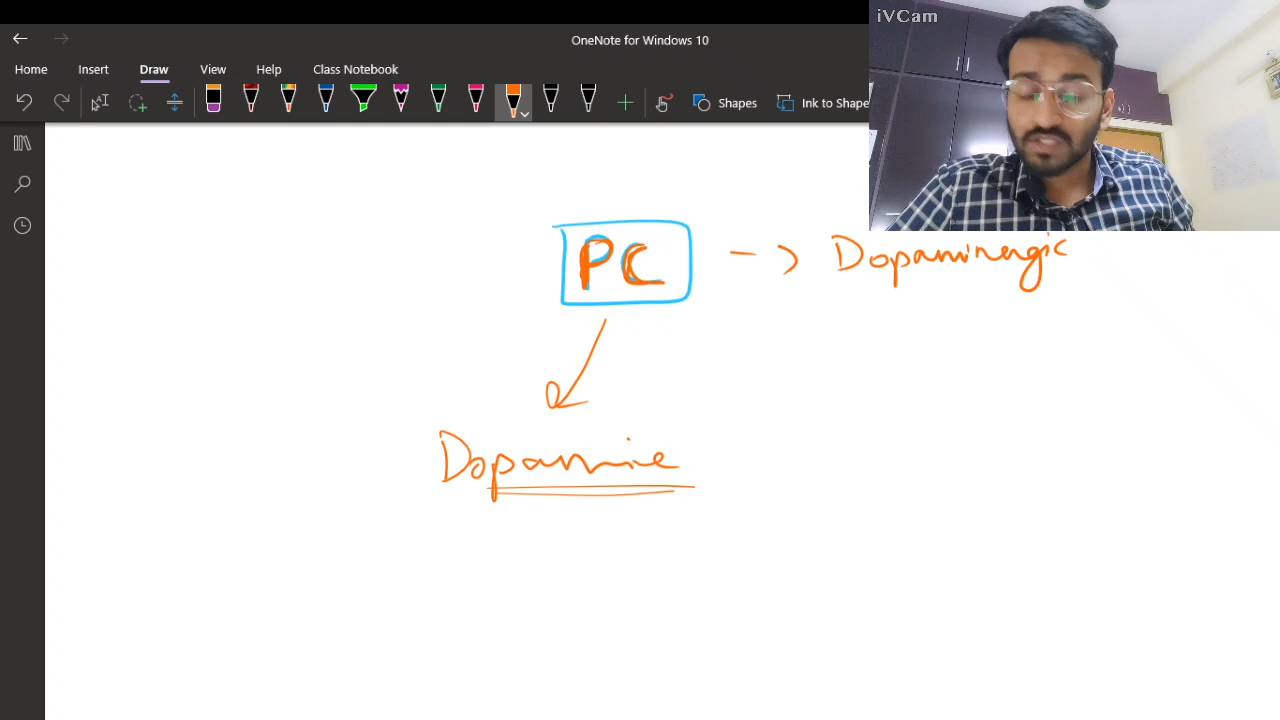 iVCam
OneNote for Windows 10
Home Insert Draw View Help Class Notebook
Shapes Ink to Shape
PC -> Dopaminergic
Dopamine